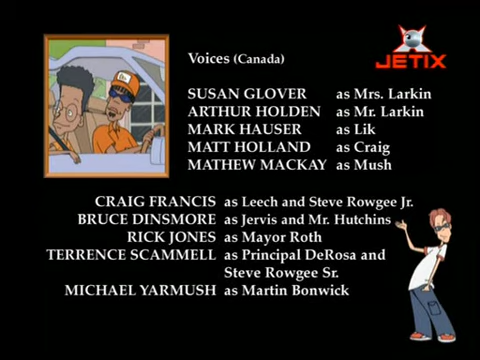 Voices (Canada)
JETIX
SUSAN GLOVER as Mrs. Larkin
ARTHUR HOLDEN as Mr. Larkin
MARK HAUSER as Lik
MATT HOLLAND as Craig
MATHEW MACKAY as Mush
CRAIG FRANCIS as Leech and Steve Rowgee Jr.
BRUCE DINSMORE as Jervis and Mr. Hutchins
RICK JONES as Mayor Roth
TERRENCE SCAMMELL as Principal DeRosa and
Steve Rowgee Sr.
MICHAEL YARMUSH as Martin Bonwick